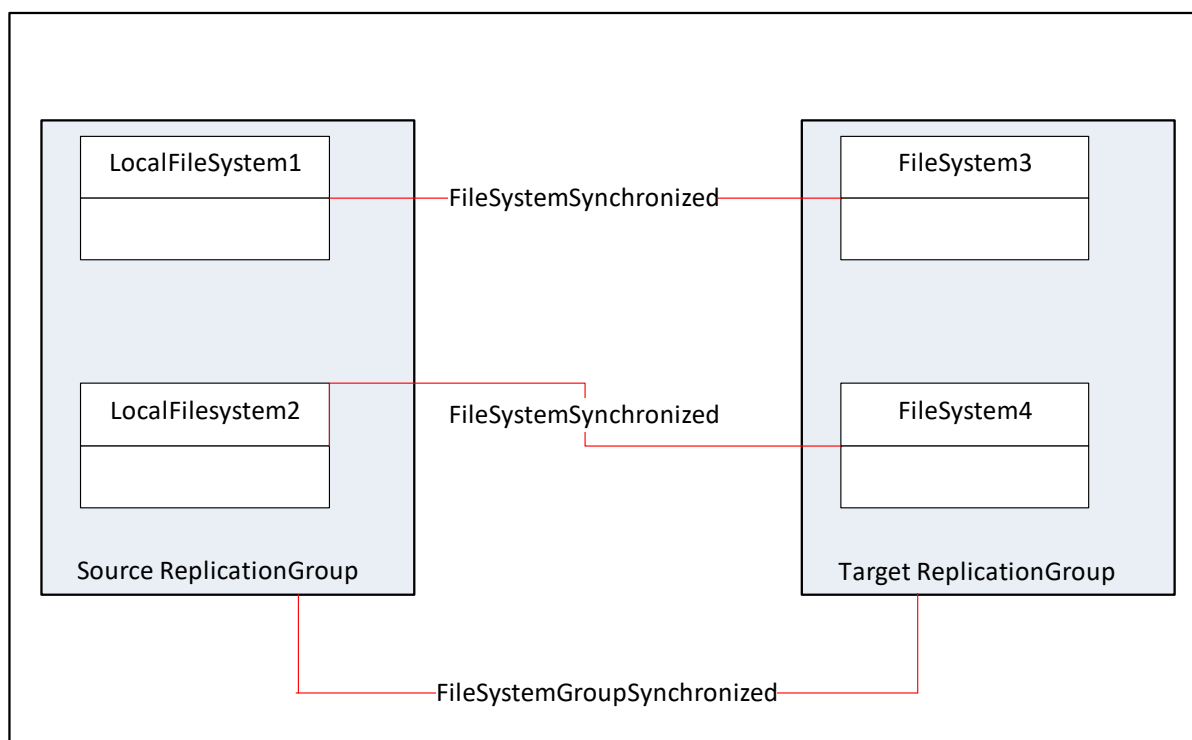 LocalFileSystem1
FileSystem3
FileSystemSynchronized
LocalFilesystem2
FileSystem4
FileSystemSynchronized
Source ReplicationGroup
Target ReplicationGroup
FileSystemGroupSynchronized